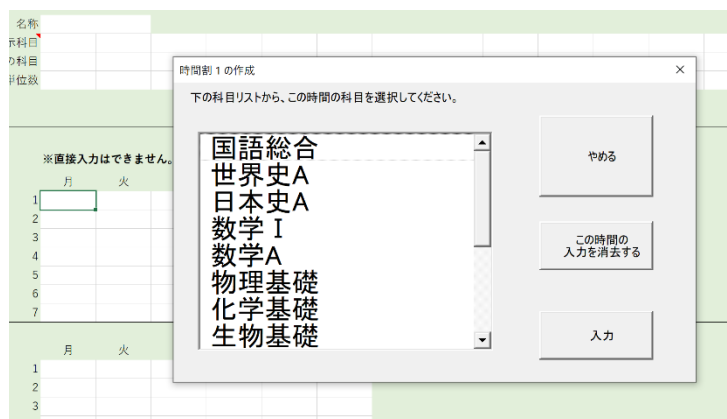 名称
示科目
の科目
単位数
時間割1の作成
下の科目リストから、この時間の科目を選択してください。
国語総合
世界史A
日本史A
数学Ⅰ
数学A
物理基礎
化学基礎
生物基礎
やめる
この時間の
入力を消去する
入力
※直接入力はできません。
月 火
1
2
3
4
5
6
7
月 火
1
2
3